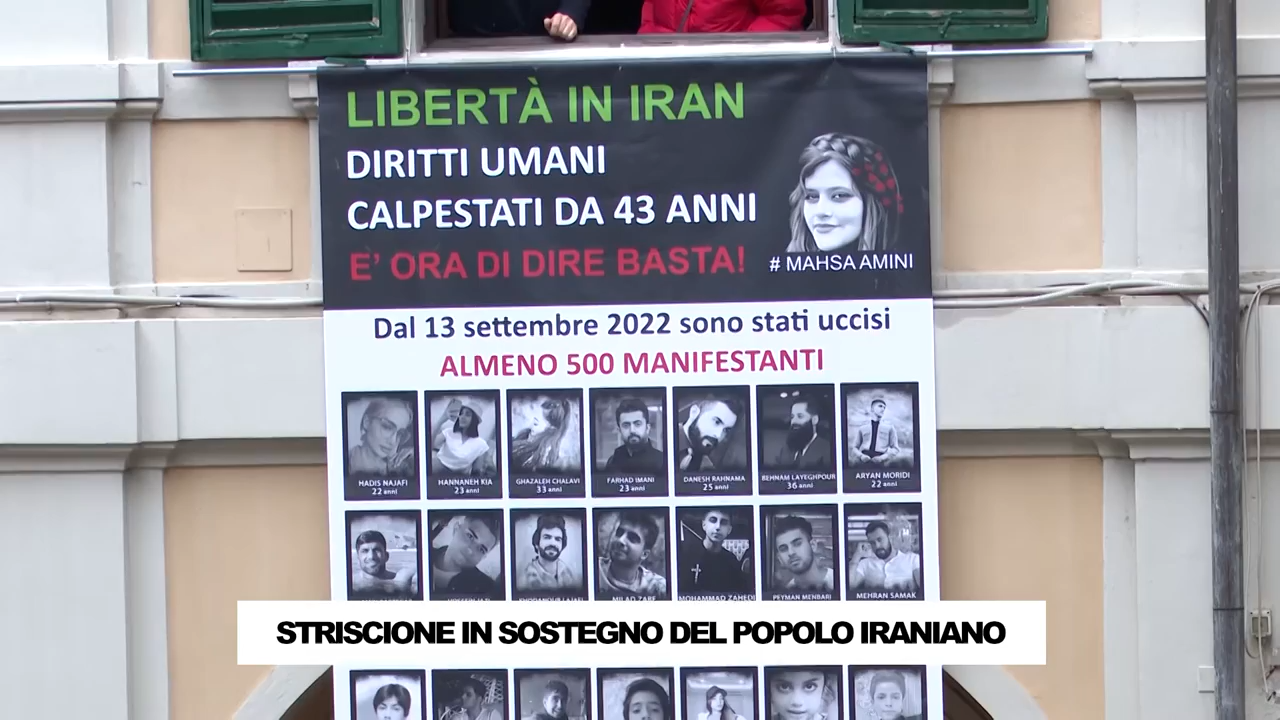 LIBERTÀ IN IRAN
DIRITTI UMANI
CALPESTATI DA 43 ANNI
E' ORA DI DIRE BASTA!
# MAHSA AMINI
Dal 13 settembre 2022 sono stati uccisi
ALMENO 500 MANIFESTANTI
HADIS NAJAFI
22 anni
HANNANEH KIA
23 anni
GHAZALEH CHALAVI
33 anni
FARHAD IMANI
23 anni
DANESH RAHNAMA
25 anni
BEHNAM LAYEGHPOUR
36 anni
ARYAN MORIDI
22 anni
MILAD ZARE
MOHAMMAD ZAHEDI
PEYMAN MENBARI
MEHRAN SAMAK
STRISCIONE IN SOSTEGNO DEL POPOLO IRANIANO